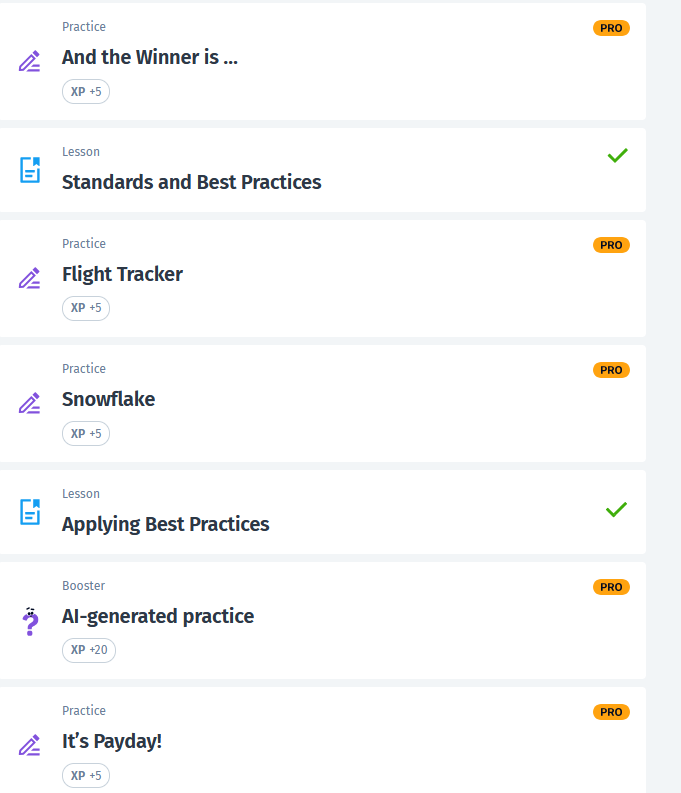 Practice
PRO
And the Winner is ...
XP +5
Lesson
Standards and Best Practices
Practice
PRO
Flight Tracker
XP +5
Practice
PRO
Snowflake
XP +5
Lesson
Applying Best Practices
Booster
PRO
AI-generated practice
XP +20
Practice
PRO
It’s Payday!
XP +5